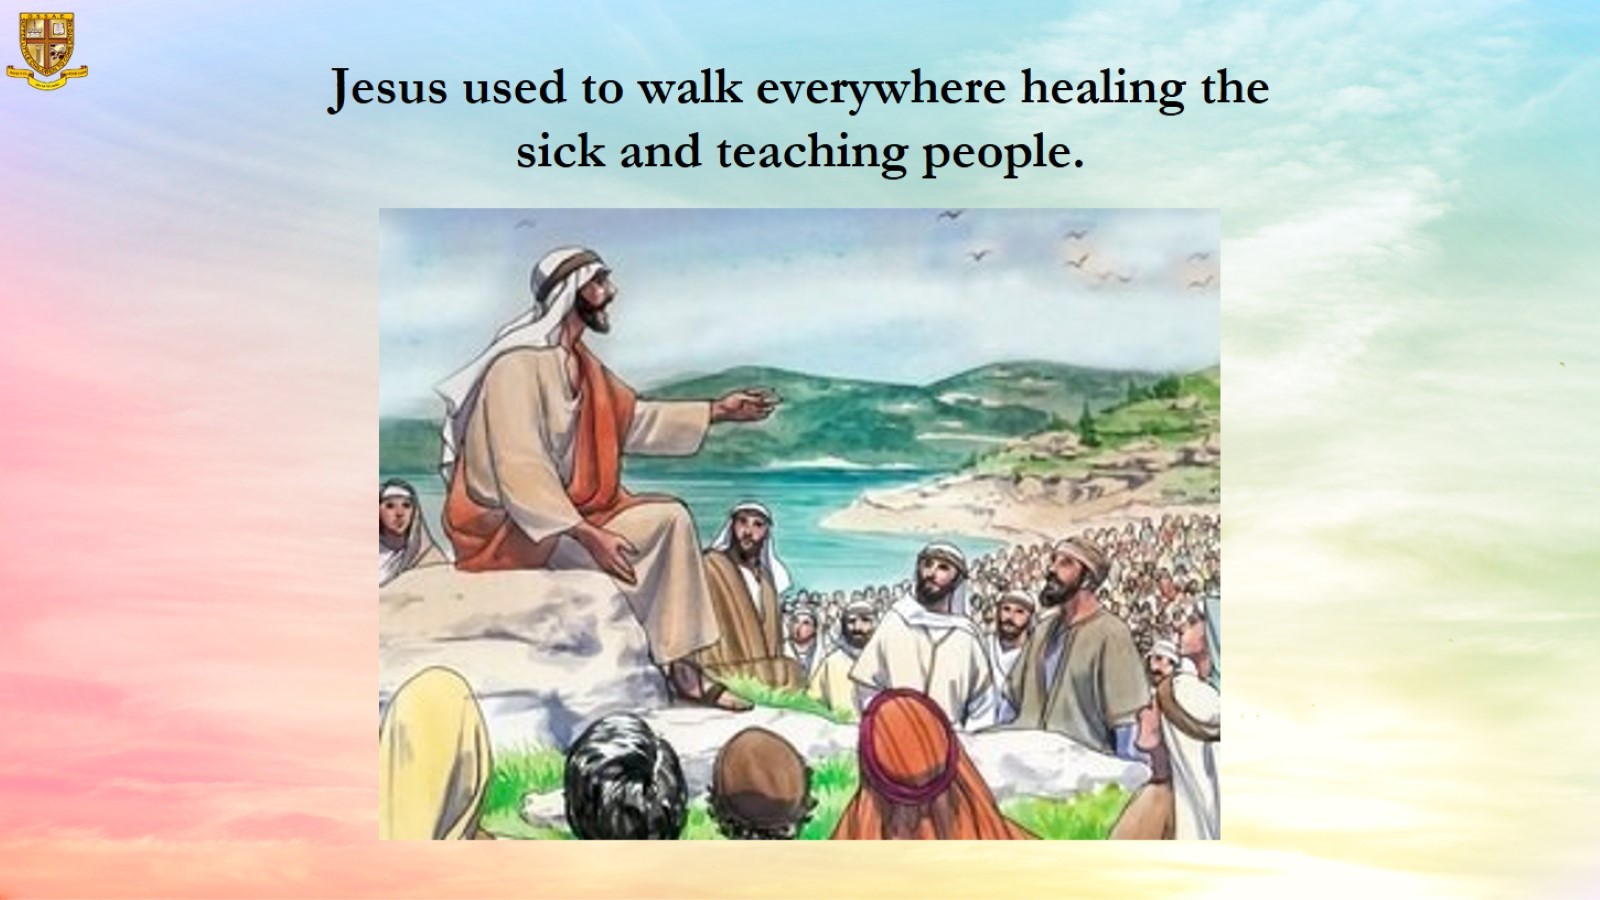 Jesus used to walk everywhere healing the
sick and teaching people.